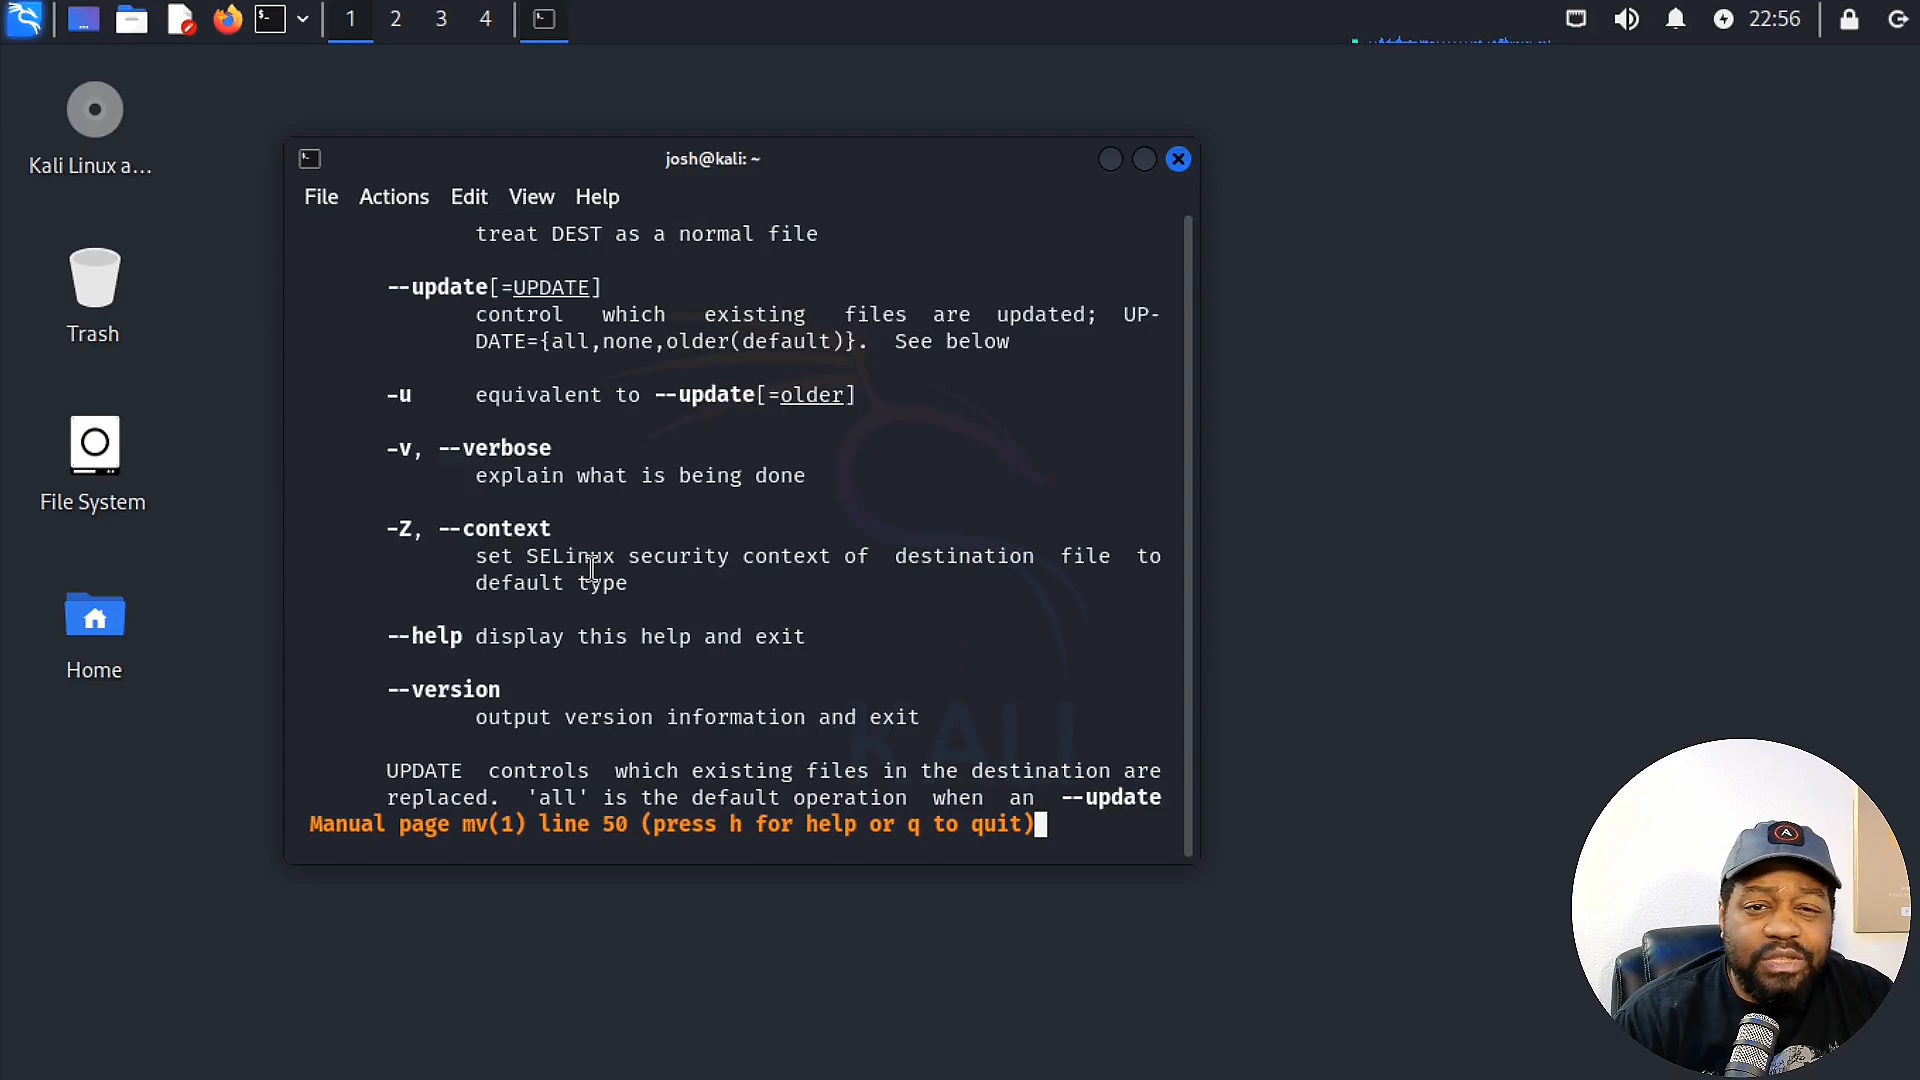 1 2 3 4
22:56
Kali Linux a...
Trash
File System
Home
josh@kali: ~
File Actions Edit View Help
treat DEST as a normal file
--update[=UPDATE]
control which existing files are updated; UP-
DATE={all,none,older(default)}. See below
-u equivalent to --update[=older]
-v, --verbose
explain what is being done
-Z, --context
set SELinux security context of destination file to
default type
--help display this help and exit
--version
output version information and exit
UPDATE controls which existing files in the destination are
replaced. 'all' is the default operation when an --update
Manual page mv(1) line 50 (press h for help or q to quit)
KALI